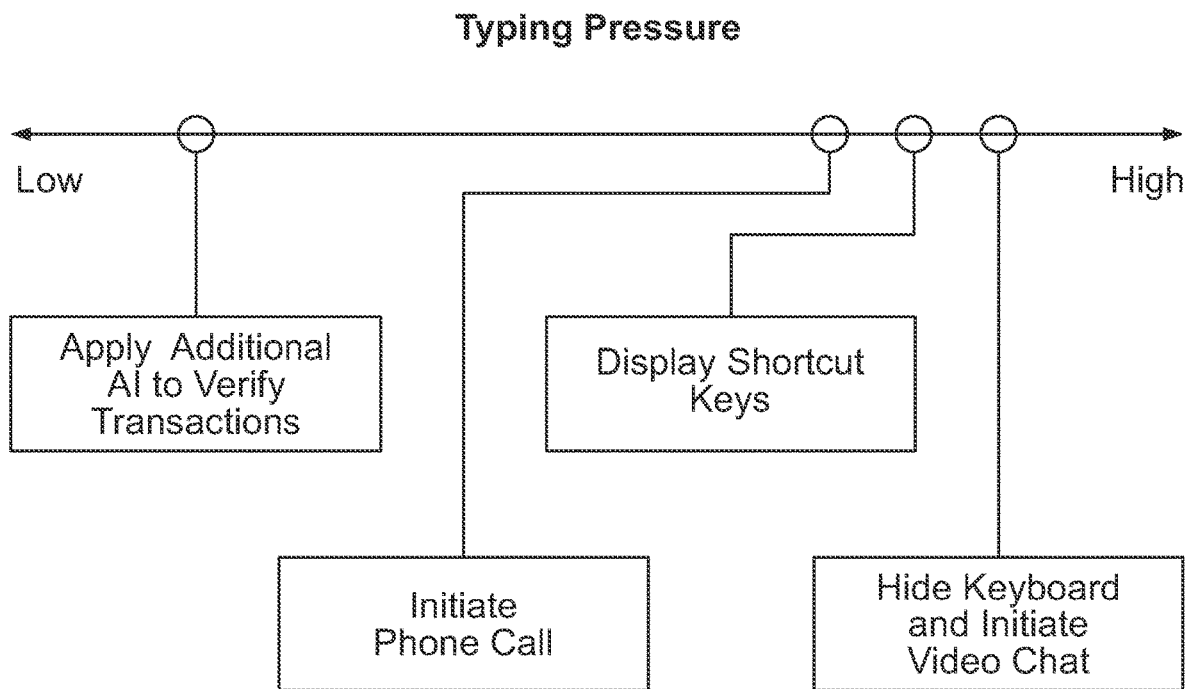 Typing Pressure
Low
High
Apply Additional
AI to Verify
Transactions
Display Shortcut
Keys
Initiate
Phone Call
Hide Keyboard
and Initiate
Video Chat